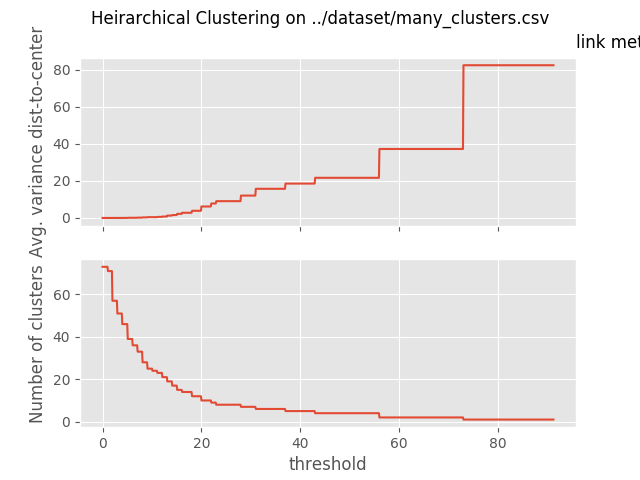 Heirarchical Clustering on ../dataset/many_clusters.csv
link met
Avg. variance dist-to-center
80
60
40
20
0
Number of clusters
60
40
20
0
0 20 40 60 80
threshold